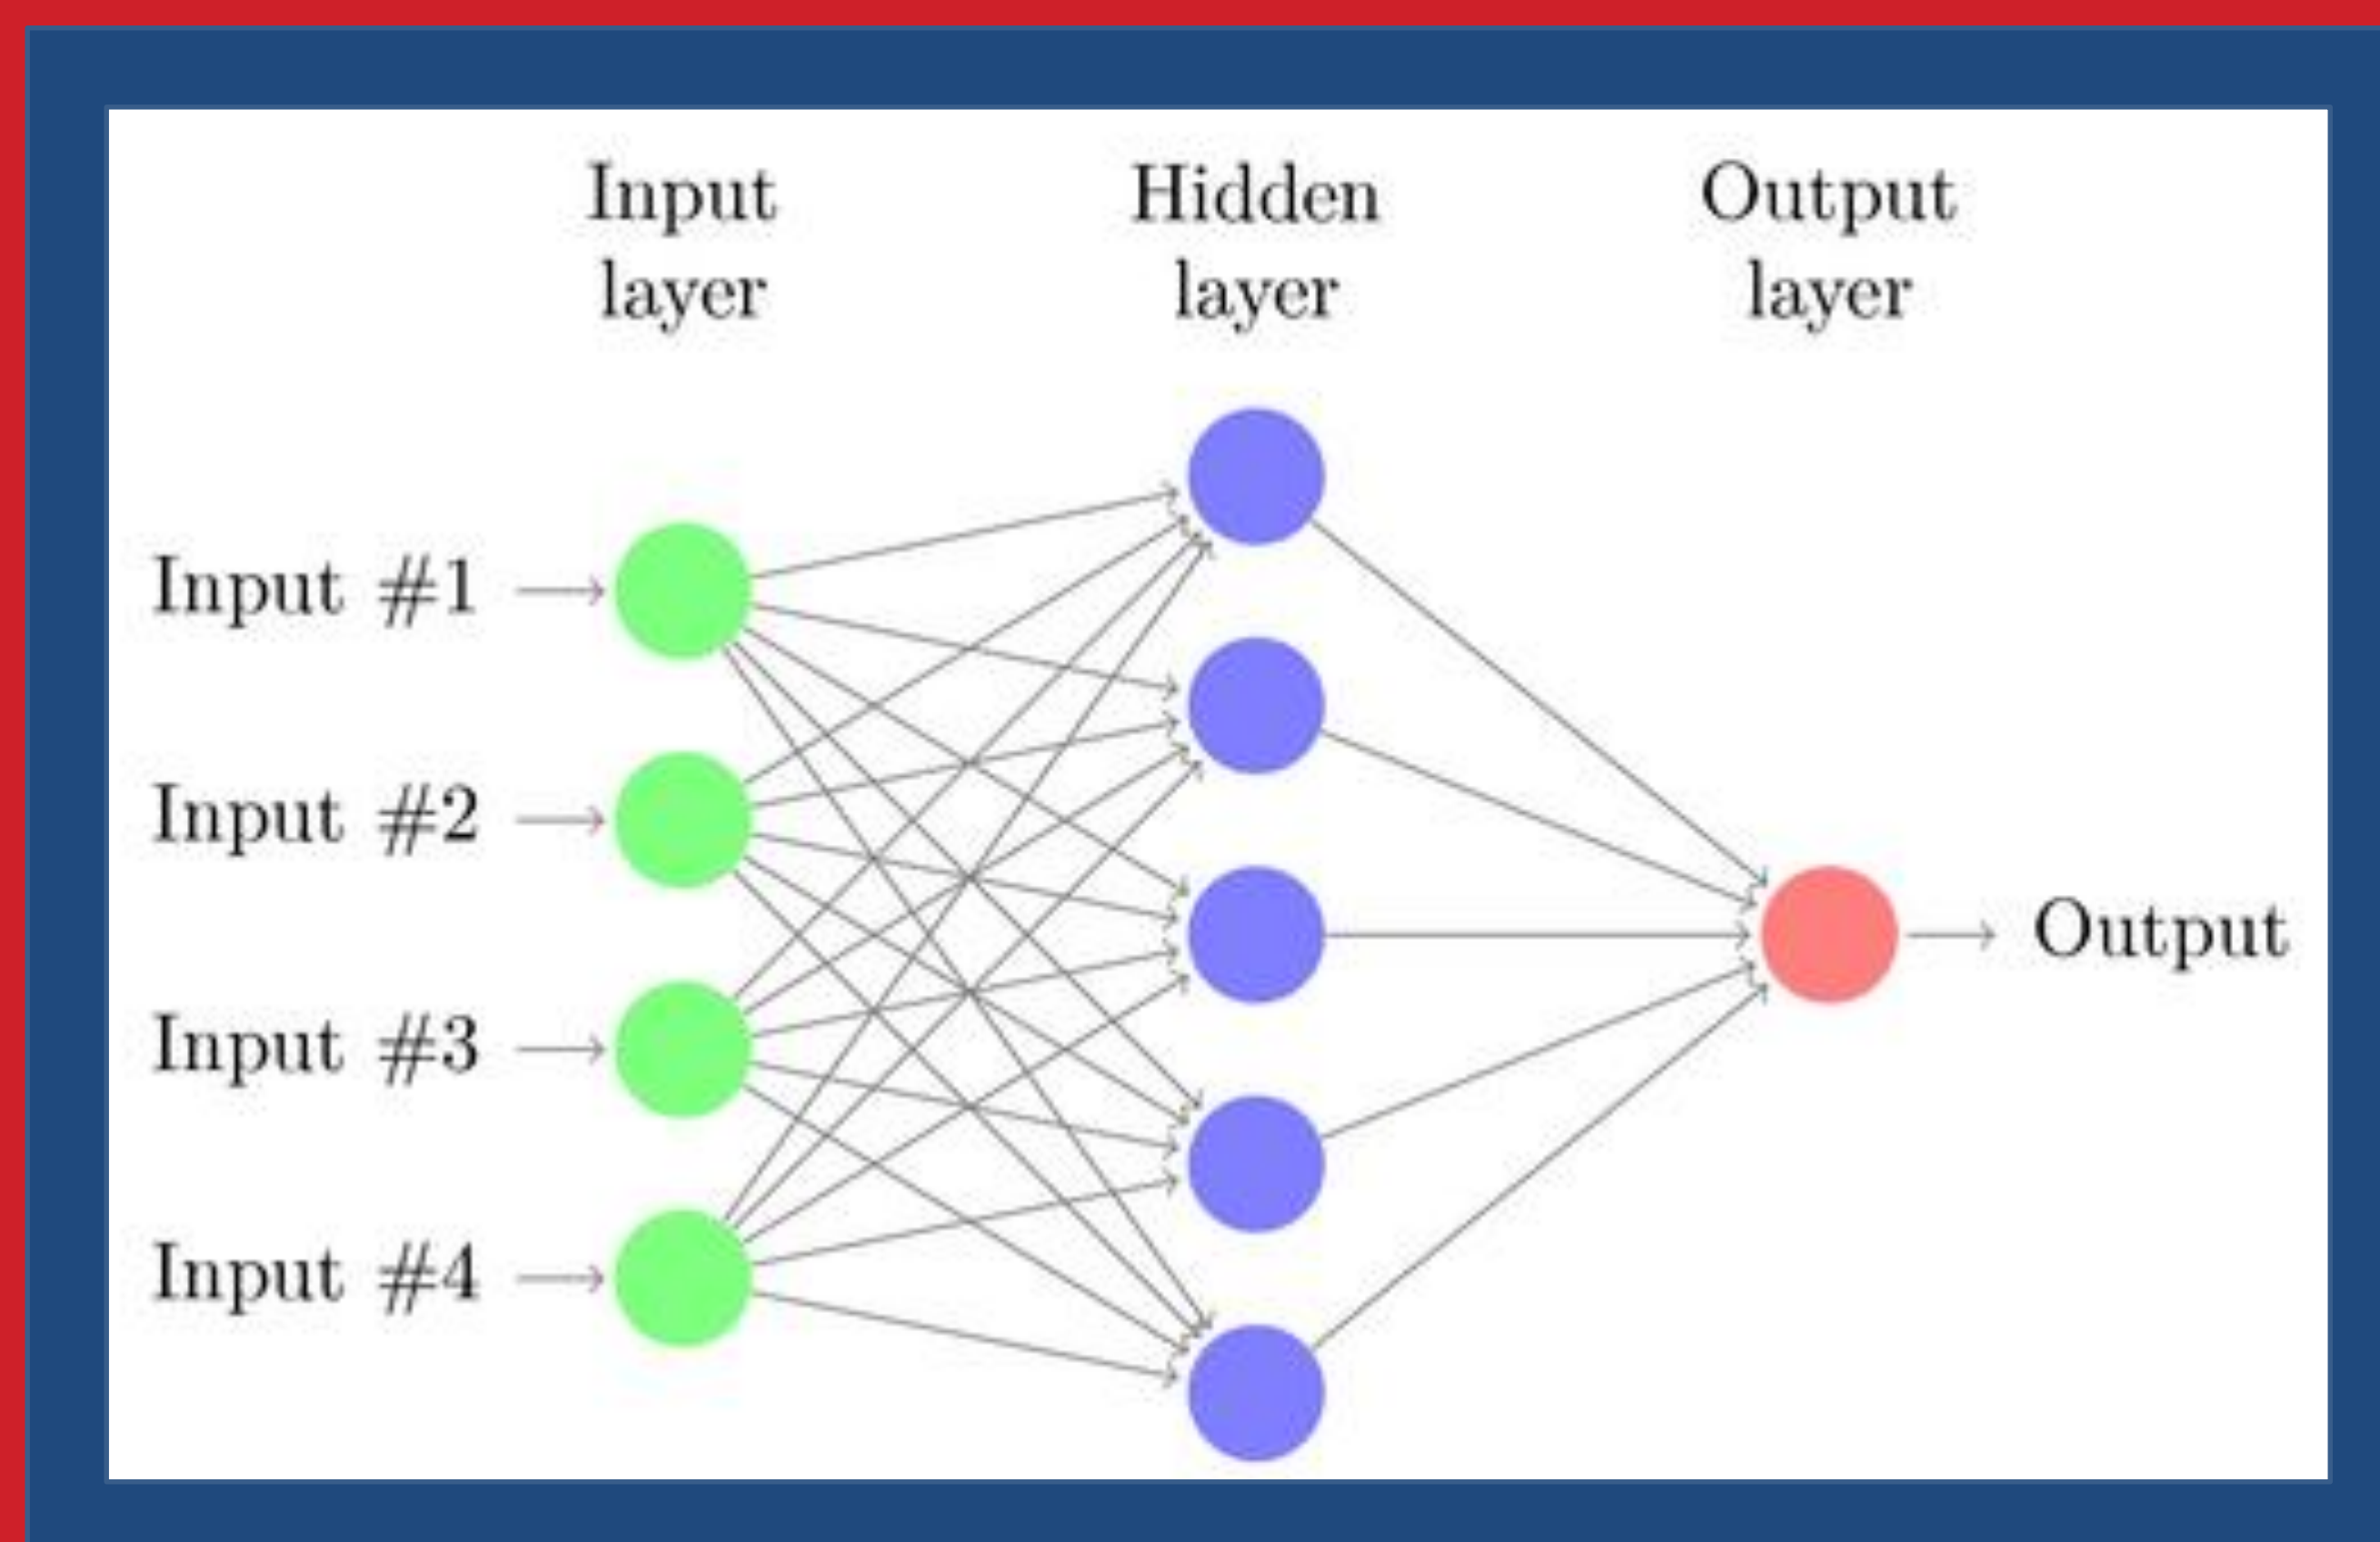 Input
layer
Hidden
layer
Output
layer
Input #1
Input #2
Input #3
Input #4
Output